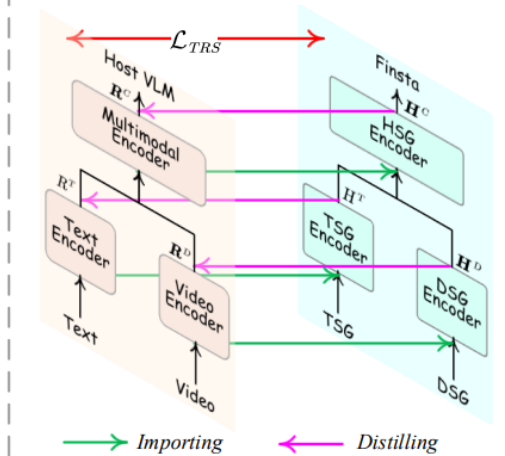 ℒ_TRS
Host VLM
Finsta
R^C
H^C
Multimodal
Encoder
HSG
Encoder
R^T
H^T
Text
Encoder
TSG
Encoder
R^D
H^D
Video
Encoder
DSG
Encoder
Text
TSG
Video
DSG
Importing
Distilling